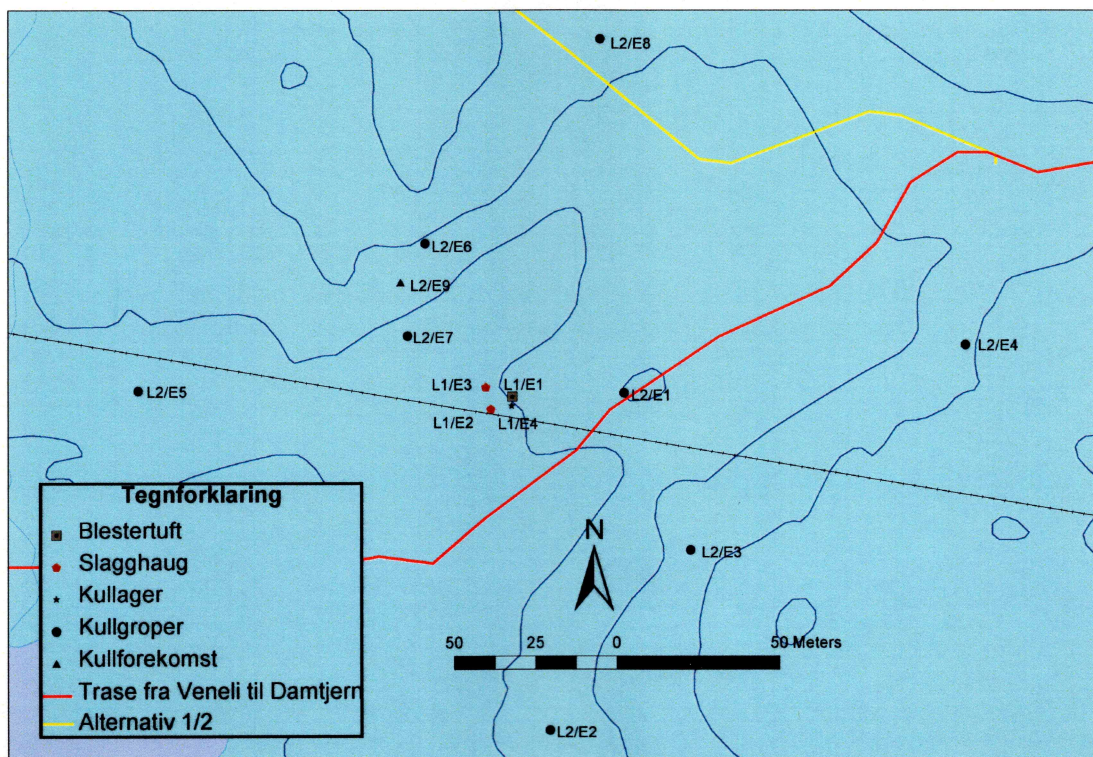 L2/E8
L2/E6
L2/E9
L2/E7
L2/E4
L1/E3 L1/E1
L2/E5
L2/E1
L1/E2 L1/E4
Tegnforklaring
Blestertuft
Slagghaug
Kullager
Kullgroper
Kullforekomst
Trase fra Veneli til Damtjern
Alternativ 1/2
N
L2/E3
50 25 0 50 Meters
L2/E2